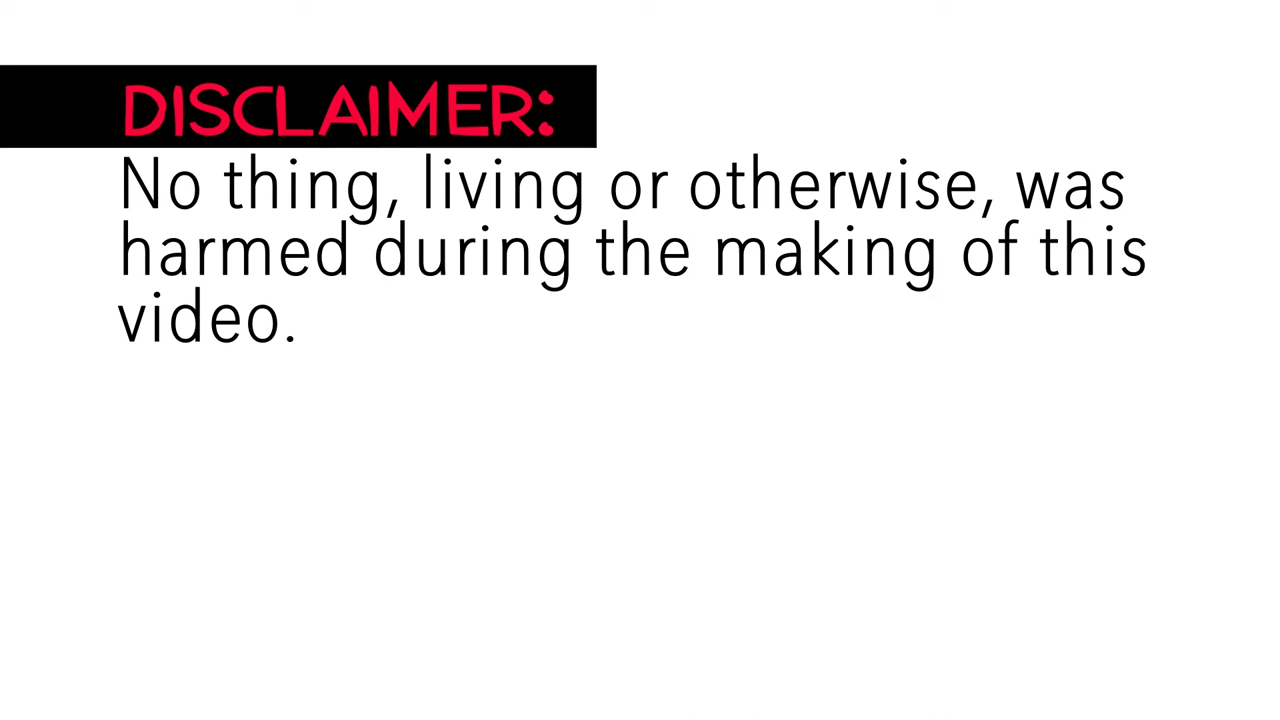 DISCLAIMER:
No thing, living or otherwise, was
harmed during the making of this
video.